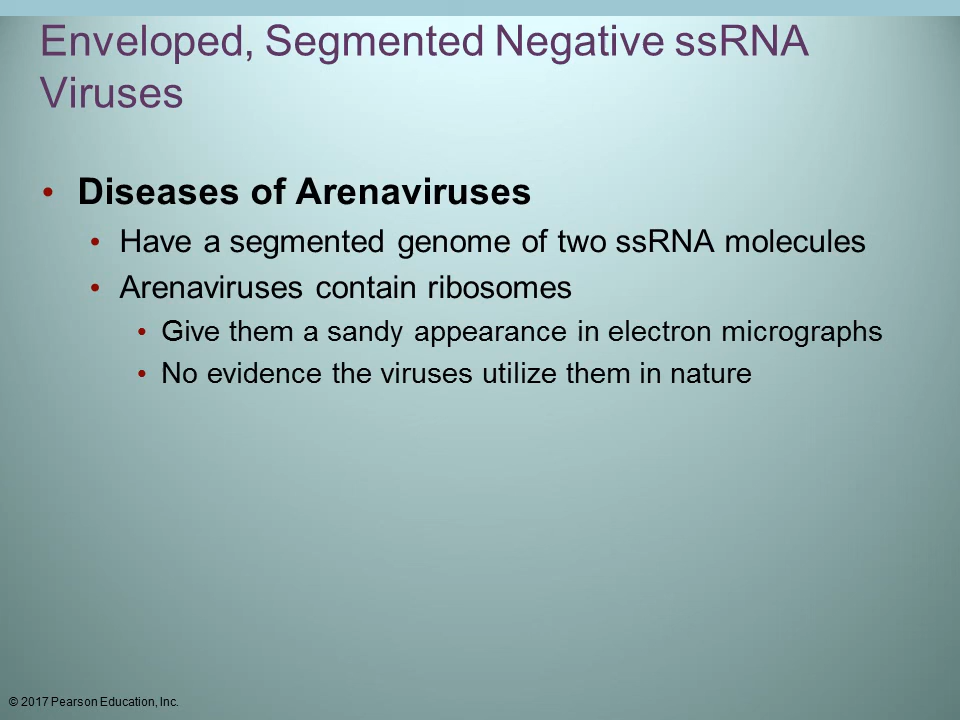 Enveloped, Segmented Negative ssRNA
Viruses
• Diseases of Arenaviruses
• Have a segmented genome of two ssRNA molecules
• Arenaviruses contain ribosomes
• Give them a sandy appearance in electron micrographs
• No evidence the viruses utilize them in nature
© 2017 Pearson Education, Inc.